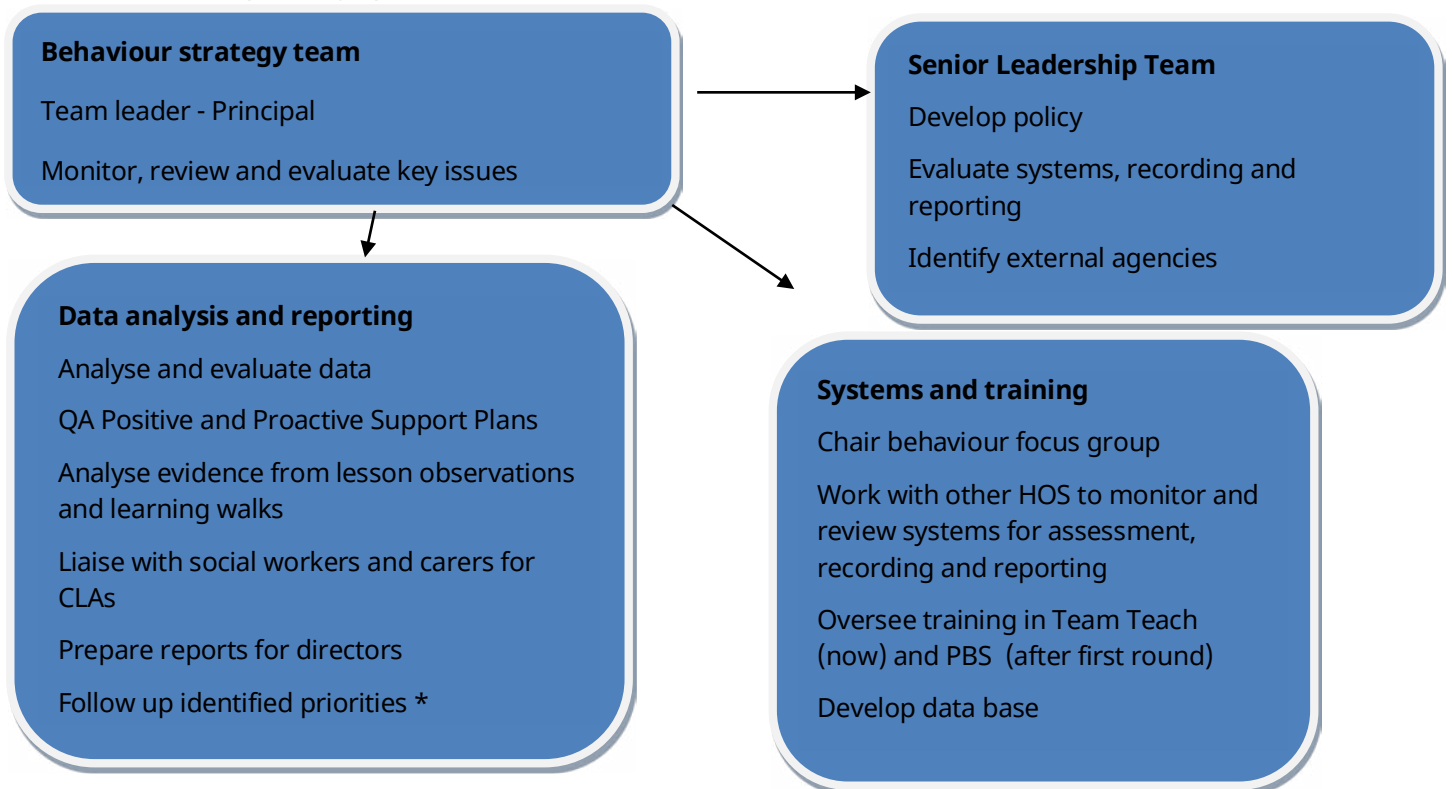 Behaviour strategy team
Team leader - Principal
Monitor, review and evaluate key issues
Senior Leadership Team
Develop policy
Evaluate systems, recording and
reporting
Identify external agencies
Data analysis and reporting
Analyse and evaluate data
QA Positive and Proactive Support Plans
Analyse evidence from lesson observations
and learning walks
Liaise with social workers and carers for
CLAs
Prepare reports for directors
Follow up identified priorities *
Systems and training
Chair behaviour focus group
Work with other HOS to monitor and
review systems for assessment,
recording and reporting
Oversee training in Team Teach
(now) and PBS  (after first round)
Develop data base